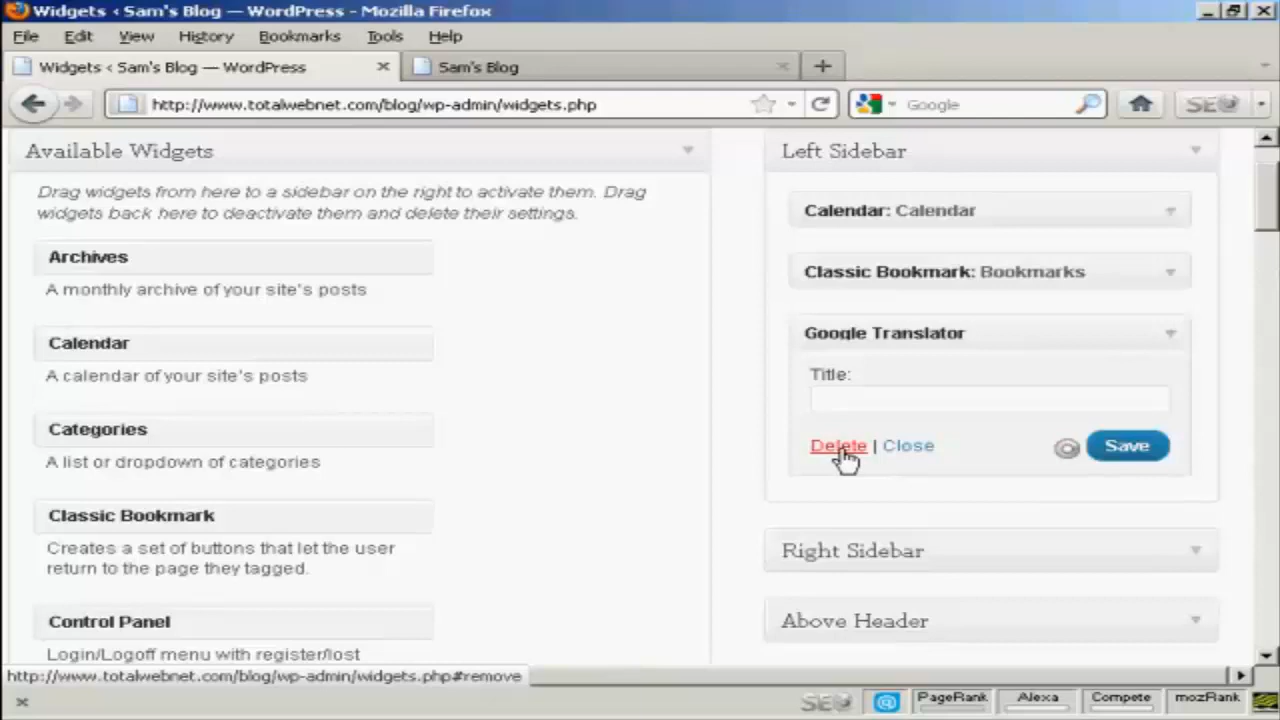 Widgets ‹ Sam's Blog — WordPress - Mozilla Firefox
File Edit View History Bookmarks Tools Help
Widgets ‹ Sam's Blog — WordPress
Sam's Blog
http://www.totalwebnet.com/blog/wp-admin/widgets.php
Google
SEO
Available Widgets
Drag widgets from here to a sidebar on the right to activate them. Drag
widgets back here to deactivate them and delete their settings.
Archives
A monthly archive of your site's posts
Calendar
A calendar of your site's posts
Categories
A list or dropdown of categories
Classic Bookmark
Creates a set of buttons that let the user
return to the page they tagged.
Control Panel
Login/Logoff menu with register/lost
Left Sidebar
Calendar: Calendar
Classic Bookmark: Bookmarks
Google Translator
Title:
Delete | Close
Save
Right Sidebar
Above Header
http://www.totalwebnet.com/blog/wp-admin/widgets.php#remove
SEO
PageRank
Alexa
Compete
mozRank